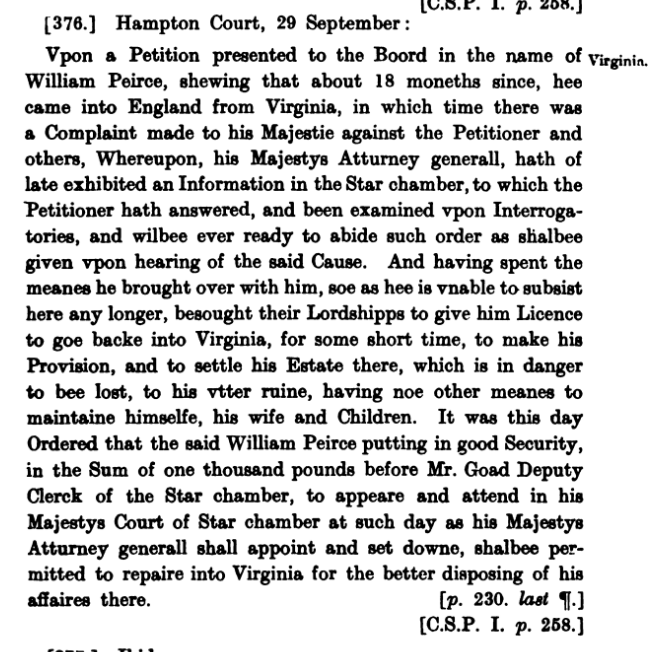 [C.S.P. I. p. 258.]
[376.] Hampton Court, 29 September:
Vpon a Petition presented to the Boord in the name of Virginia.
William Peirce, shewing that about 18 moneths since, hee
came into England from Virginia, in which time there was
a Complaint made to his Majestie against the Petitioner and
others, Whereupon, his Majestys Atturney generall, hath of
late exhibited an Information in the Star chamber, to which the
Petitioner hath answered, and been examined vpon Interroga-
tories, and wilbee ever ready to abide such order as shalbee
given vpon hearing of the said Cause. And having spent the
meanes he brought over with him, soe as hee is vnable to subsist
here any longer, besought their Lordshipps to give him Licence
to goe backe into Virginia, for some short time, to make his
Provision, and to settle his Estate there, which is in danger
to bee lost, to his vtter ruine, having noe other meanes to
maintaine himselfe, his wife and Children. It was this day
Ordered that the said William Peirce putting in good Security,
in the Sum of one thousand pounds before Mr. Goad Deputy
Clerck of the Star chamber, to appeare and attend in his
Majestys Court of Star chamber at such day as his Majestys
Atturney generall shall appoint and set downe, shalbee per-
mitted to repaire into Virginia for the better disposing of his
affaires there. [p. 230. last ¶.]
[C.S.P. I. p. 258.]